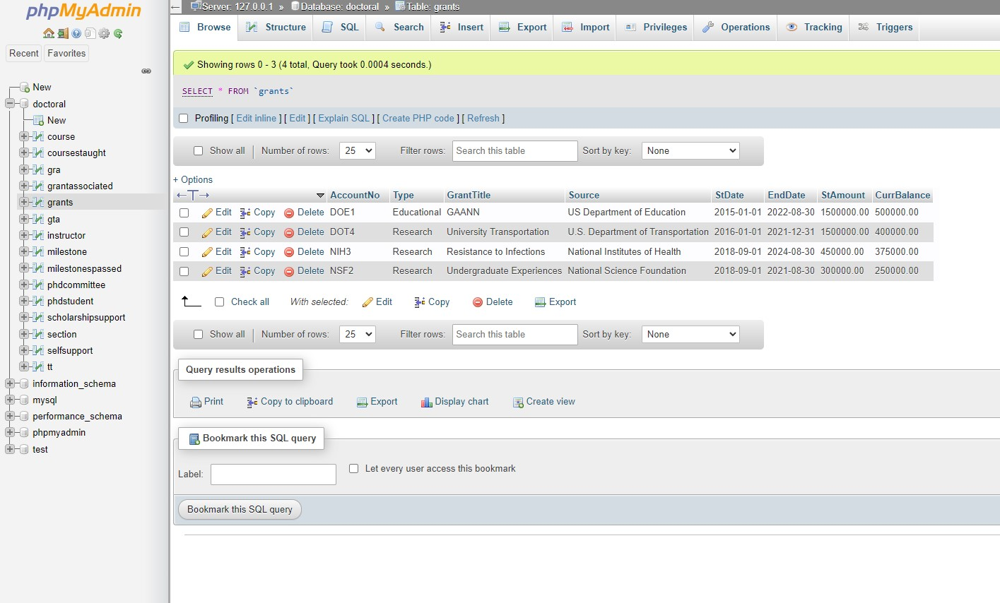 phpMyAdmin
Recent Favorites
New
doctoral
New
course
coursestaught
gra
grantassociated
grants
gta
instructor
milestone
milestonespassed
phdcommittee
phdstudent
scholarshipsupport
section
selfsupport
tt
information_schema
mysql
performance_schema
phpmyadmin
test
Server: 127.0.0.1 » Database: doctoral » Table: grants
Browse Structure SQL Search Insert Export Import Privileges Operations Tracking Triggers
Showing rows 0 - 3 (4 total, Query took 0.0004 seconds.)
SELECT * FROM `grants`
Profiling [ Edit inline ] [ Edit ] [ Explain SQL ] [ Create PHP code ] [ Refresh ]
Show all | Number of rows: 25 Filter rows: Search this table Sort by key: None
+ Options
←T→ AccountNo Type GrantTitle Source StDate EndDate StAmount CurrBalance
Edit Copy Delete DOE1 Educational GAANN US Department of Education 2015-01-01 2022-08-30 1500000.00 500000.00
Edit Copy Delete DOT4 Research University Transportation U.S. Department of Transportation 2016-01-01 2021-12-31 1500000.00 400000.00
Edit Copy Delete NIH3 Research Resistance to Infections National Institutes of Health 2018-09-01 2024-08-30 450000.00 375000.00
Edit Copy Delete NSF2 Research Undergraduate Experiences National Science Foundation 2018-09-01 2021-08-30 300000.00 250000.00
Check all With selected: Edit Copy Delete Export
Show all | Number of rows: 25 Filter rows: Search this table Sort by key: None
Query results operations
Print Copy to clipboard Export Display chart Create view
Bookmark this SQL query
Label: Let every user access this bookmark
Bookmark this SQL query